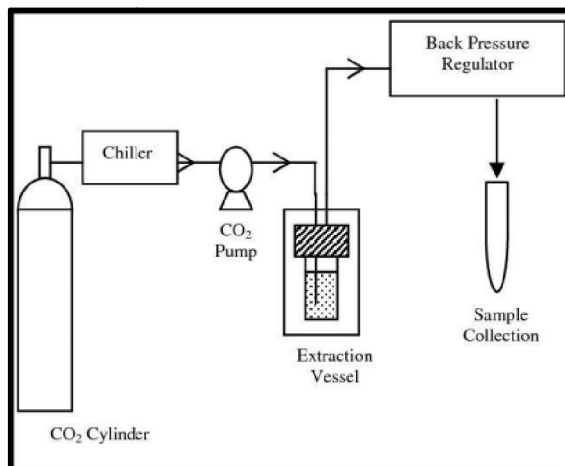 Back Pressure
Regulator
Chiller
CO₂
Pump
Extraction
Vessel
Sample
Collection
CO₂ Cylinder